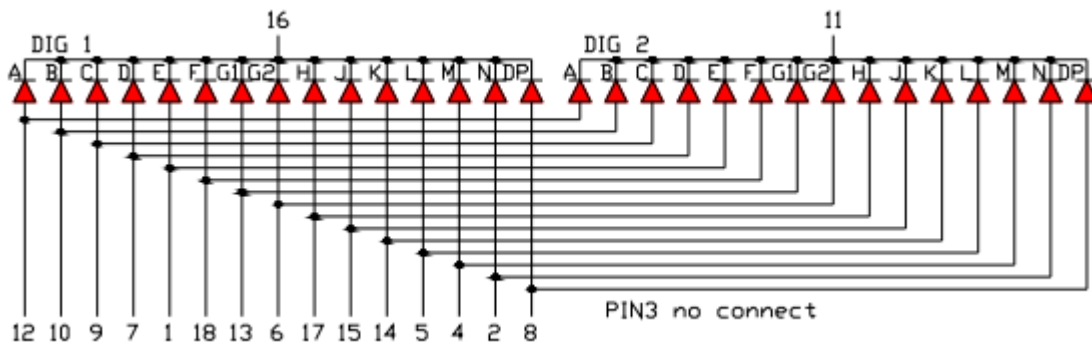 16 11
DIG 1 DIG 2
A B C D E F G1 G2 H J K L M N DP A B C D E F G1 G2 H J K L M N DP
PIN3 no connect
12 10 9 7 1 18 13 6 17 15 14 5 4 2 8